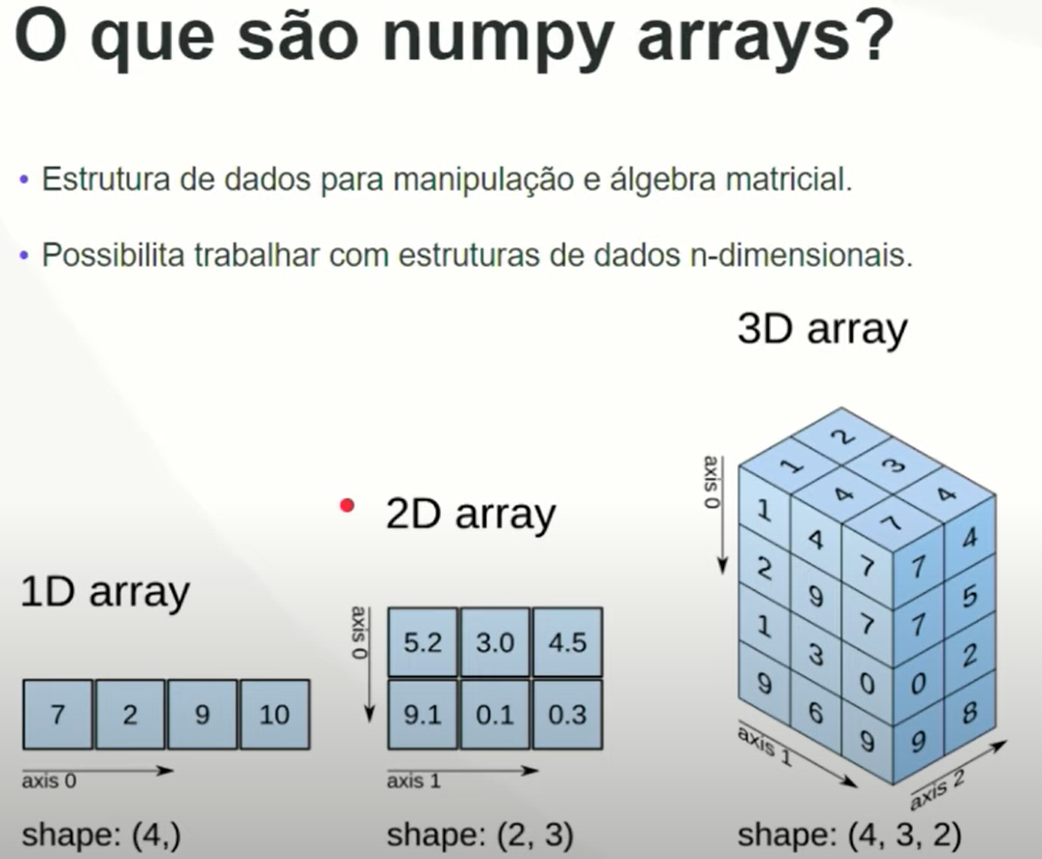 O que são numpy arrays?
• Estrutura de dados para manipulação e álgebra matricial.
• Possibilita trabalhar com estruturas de dados n-dimensionais.
1D array
7 2 9 10
axis 0
shape: (4,)
2D array
axis 0
5.2 3.0 4.5
9.1 0.1 0.3
axis 1
shape: (2, 3)
3D array
axis 0
2
1 3
4 4
7
1 4 7
2 9 7
1 3 0
9 6 9
7 4
7 5
0 2
9 8
axis 1
axis 2
shape: (4, 3, 2)